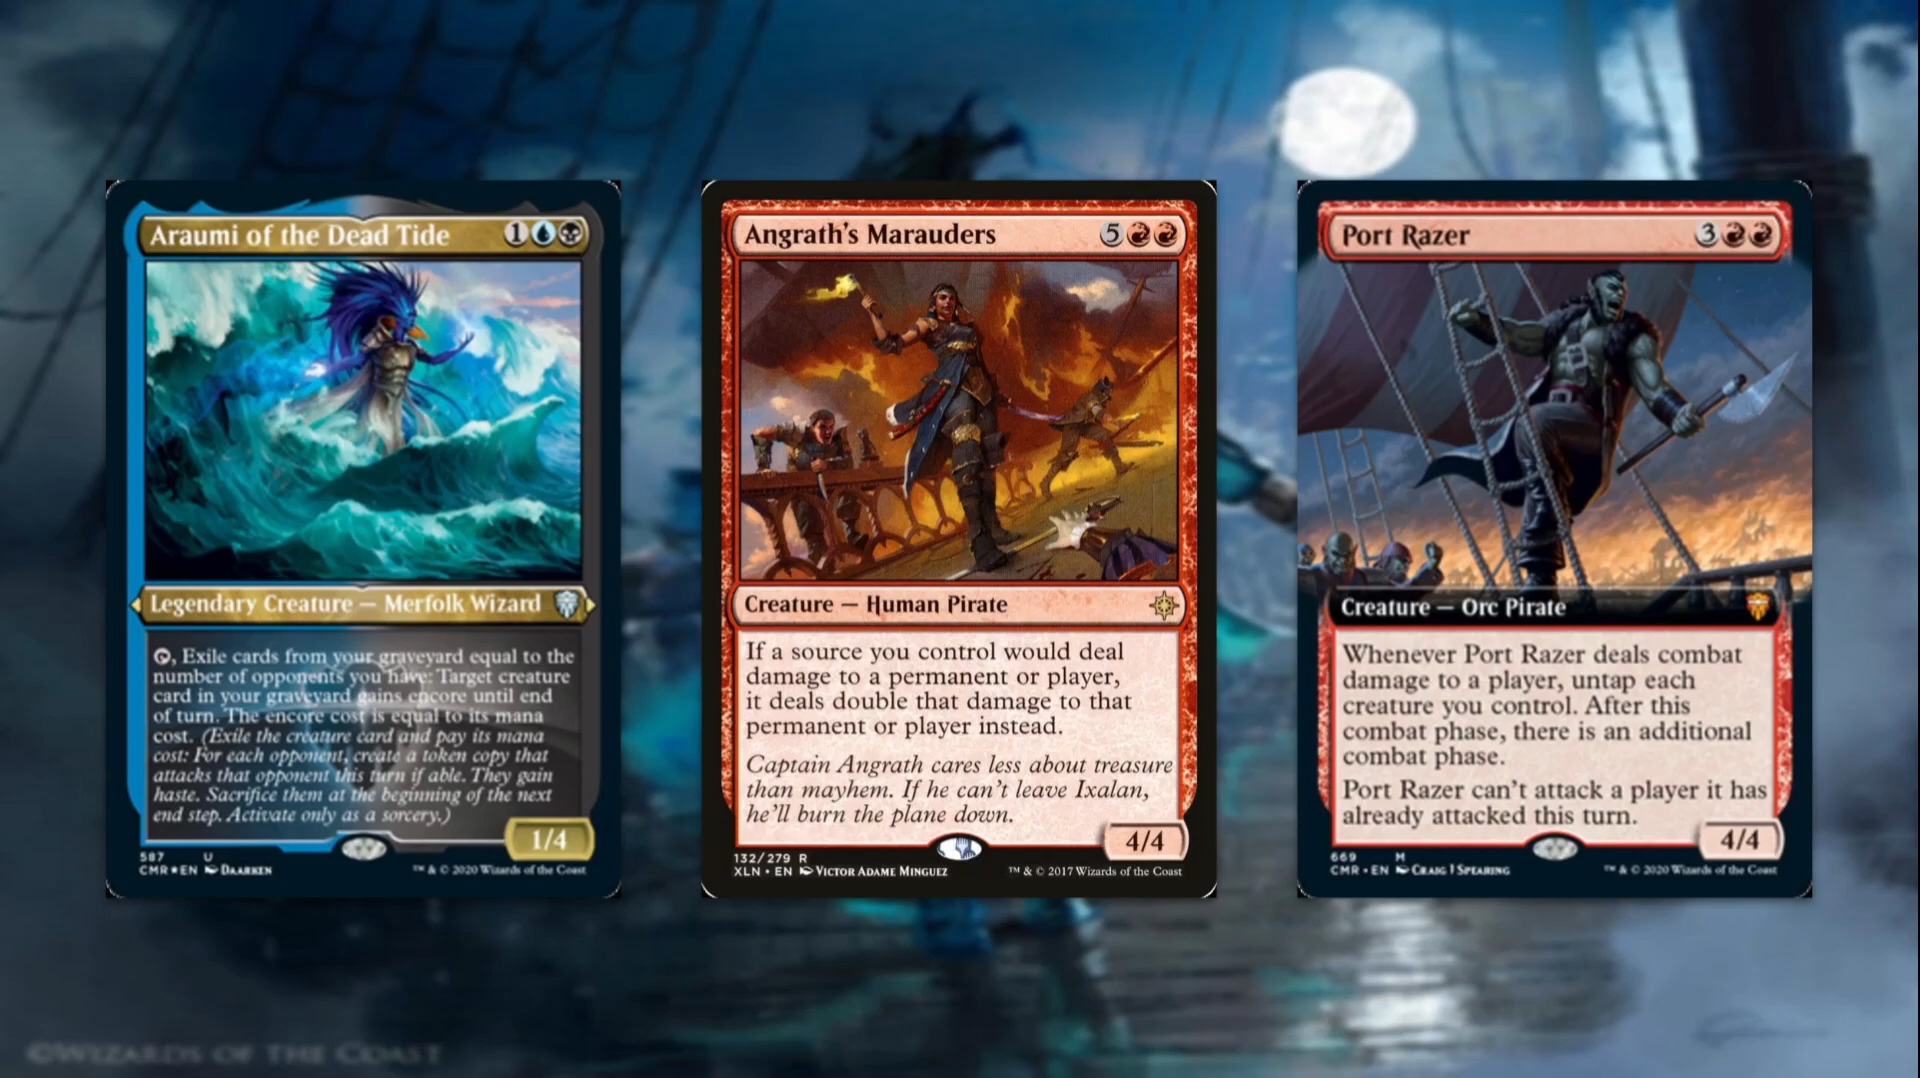 Araumi of the Dead Tide 1
Legendary Creature — Merfolk Wizard
, Exile cards from your graveyard equal to the
number of opponents you have: Target creature
card in your graveyard gains encore until end
of turn. The encore cost is equal to its mana
cost. (Exile the creature card and pay its mana
cost: For each opponent, create a token copy that
attacks that opponent this turn if able. They gain
haste. Sacrifice them at the beginning of the next
end step. Activate only as a sorcery.)
1/4
587 U
CMR★EN DAARKEN ™ & © 2020 Wizards of the Coast
Angrath's Marauders 5
Creature — Human Pirate
If a source you control would deal
damage to a permanent or player,
it deals double that damage to that
permanent or player instead.
Captain Angrath cares less about treasure
than mayhem. If he can't leave Ixalan,
he'll burn the plane down.
4/4
132/279 R
XLN • EN VICTOR ADAME MINGUEZ ™ & © 2017 Wizards of the Coast
Port Razer 3
Creature — Orc Pirate
Whenever Port Razer deals combat
damage to a player, untap each
creature you control. After this
combat phase, there is an additional
combat phase.
Port Razer can't attack a player it has
already attacked this turn.
4/4
669 M
CMR • EN CRAIG J SPEARING ™ & © 2020 Wizards of the Coast
©WIZARDS OF THE COAST